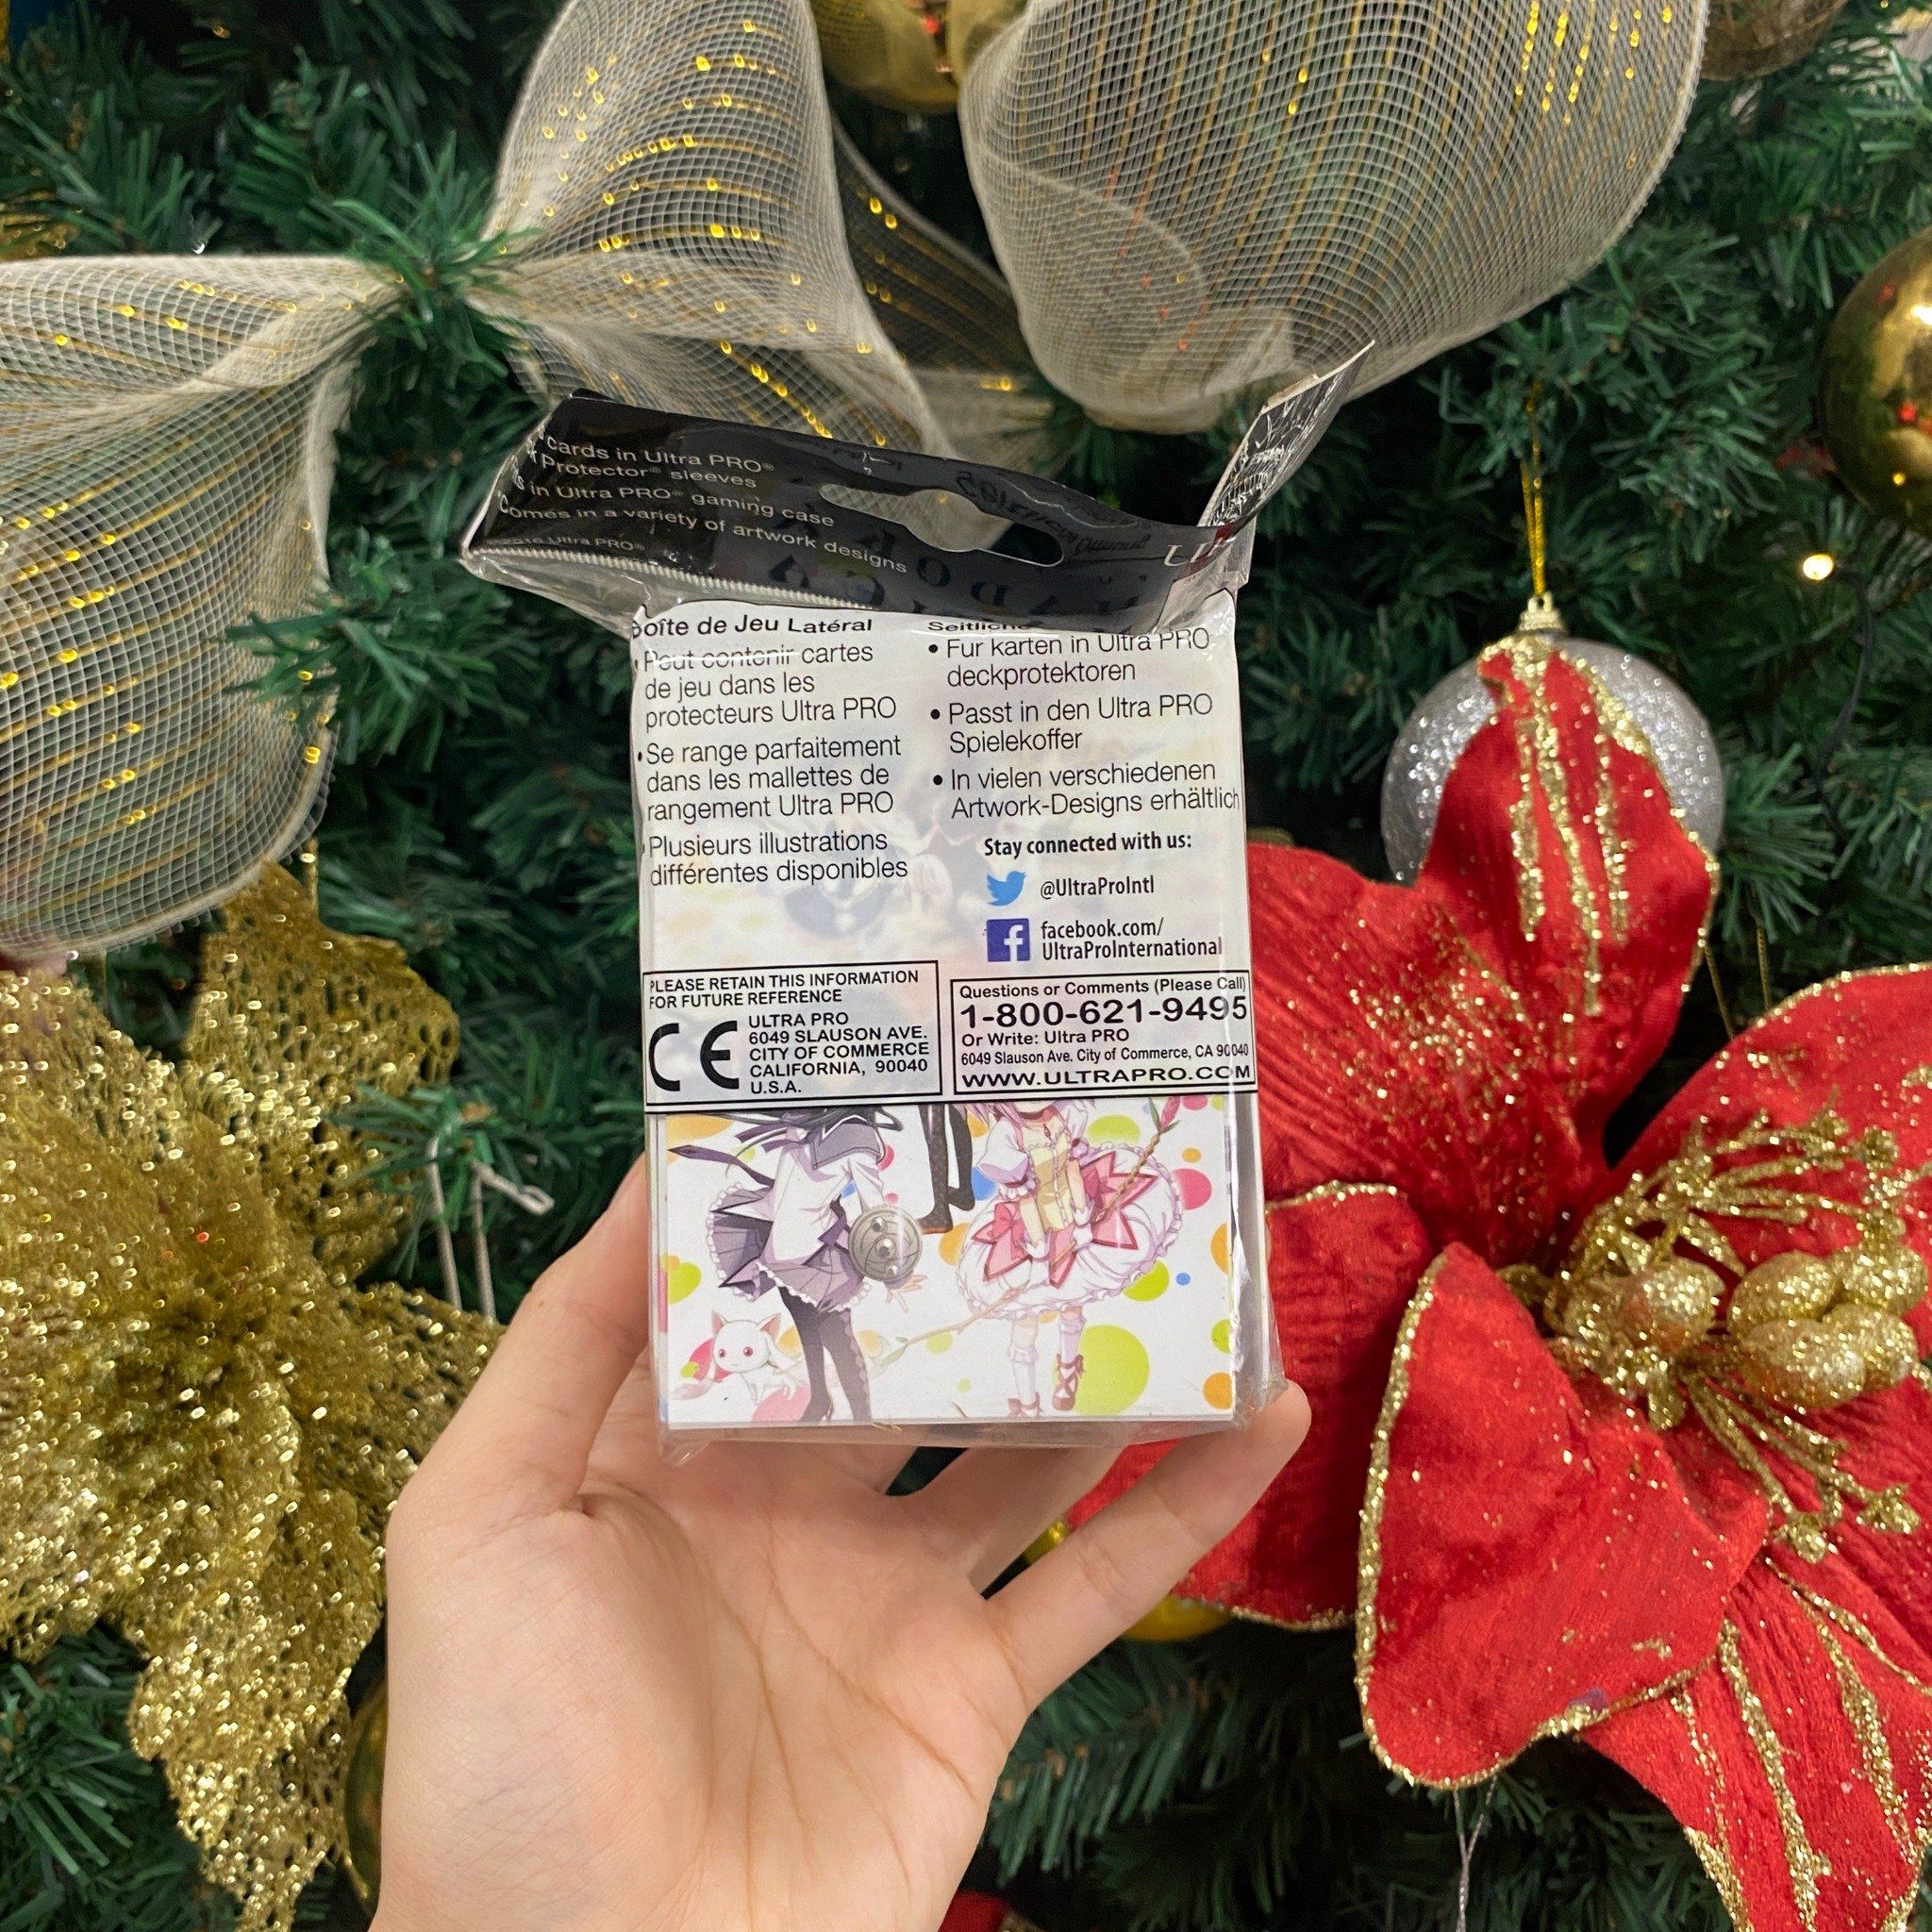 cards in Ultra PRO®
Protector® sleeves
in Ultra PRO® gaming case
Comes in a variety of artwork designs
Ultra PRO®
Boîte de Jeu Latéral
• Peut contenir cartes
de jeu dans les
protecteurs Ultra PRO
• Se range parfaitement
dans les mallettes de
rangement Ultra PRO
Plusieurs illustrations
différentes disponibles
Seitliche
• Fur karten in Ultra PRO
deckprotektoren
• Passt in den Ultra PRO
Spielekoffer
• In vielen verschiedenen
Artwork-Designs erhältlich
Stay connected with us:
@UltraProIntl
facebook.com/
UltraProInternational
PLEASE RETAIN THIS INFORMATION
FOR FUTURE REFERENCE
CE
ULTRA PRO
6049 SLAUSON AVE.
CITY OF COMMERCE
CALIFORNIA, 90040
U.S.A.
Questions or Comments (Please Call)
1-800-621-9495
Or Write: Ultra PRO
6049 Slauson Ave. City of Commerce, CA 90040
WWW.ULTRAPRO.COM